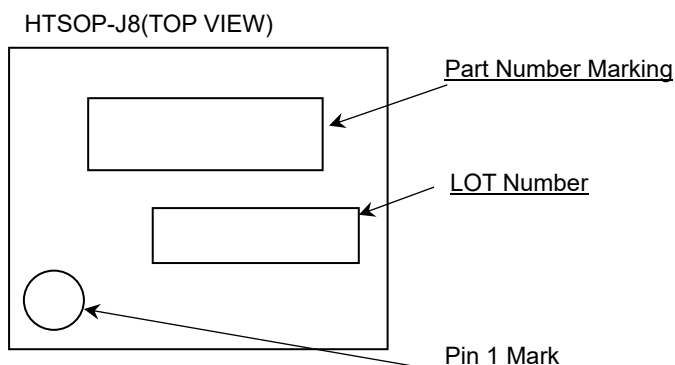 HTSOP-J8(TOP VIEW)
Part Number Marking
LOT Number
Pin 1 Mark